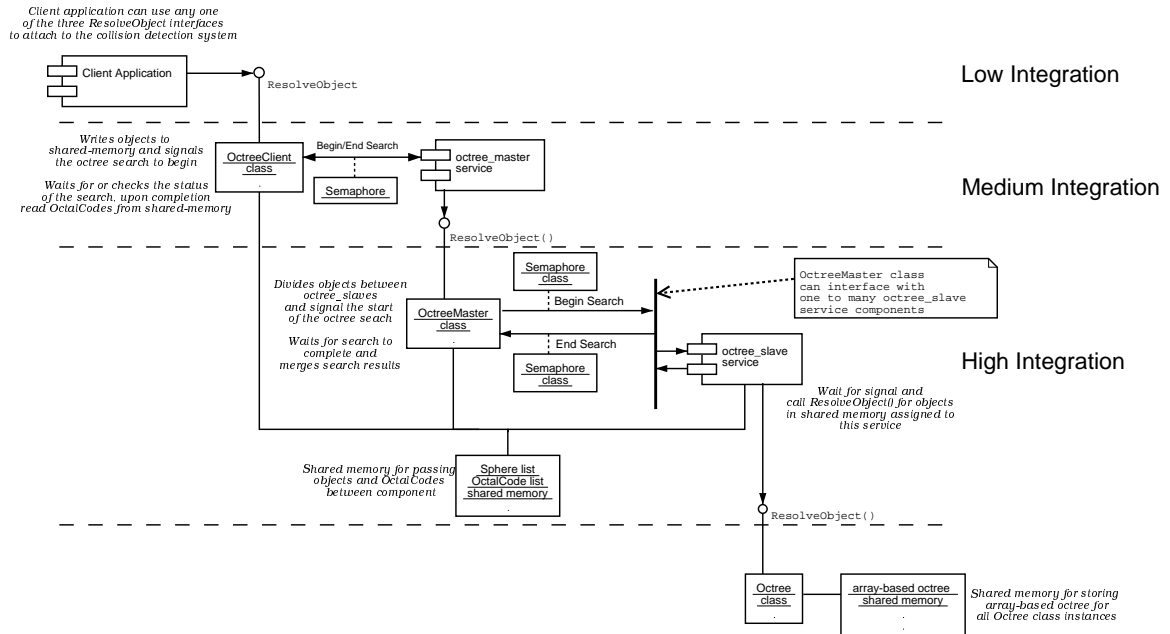 Client application can use any one
of the three ResolveObject interfaces
to attach to the collision detection system
Client Application
ResolveObject
Low Integration
Writes objects to
shared-memory and signals
the octree search to begin
Waits for or checks the status
of the search, upon completion
read OctalCodes from shared-memory
OctreeClient
class
.
Begin/End Search
Semaphore
octree_master
service
ResolveObject()
Medium Integration
Divides objects between
octree_slaves
and signal the start
of the octree seach
Waits for search to
complete and
merges search results
OctreeMaster
class
.
Semaphore
class
Begin Search
End Search
Semaphore
class
OctreeMaster class
can interface with
one to many octree_slave
service components
octree_slave
service
High Integration
Wait for signal and
call ResolveObject() for objects
in shared memory assigned to
this service
Shared memory for passing
objects and OctalCodes
between component
Sphere list
OctalCode list
shared memory
.
ResolveObject()
Octree
class
.
array-based octree
shared memory
.
.
Shared memory for storing
array-based octree for
all Octree class instances